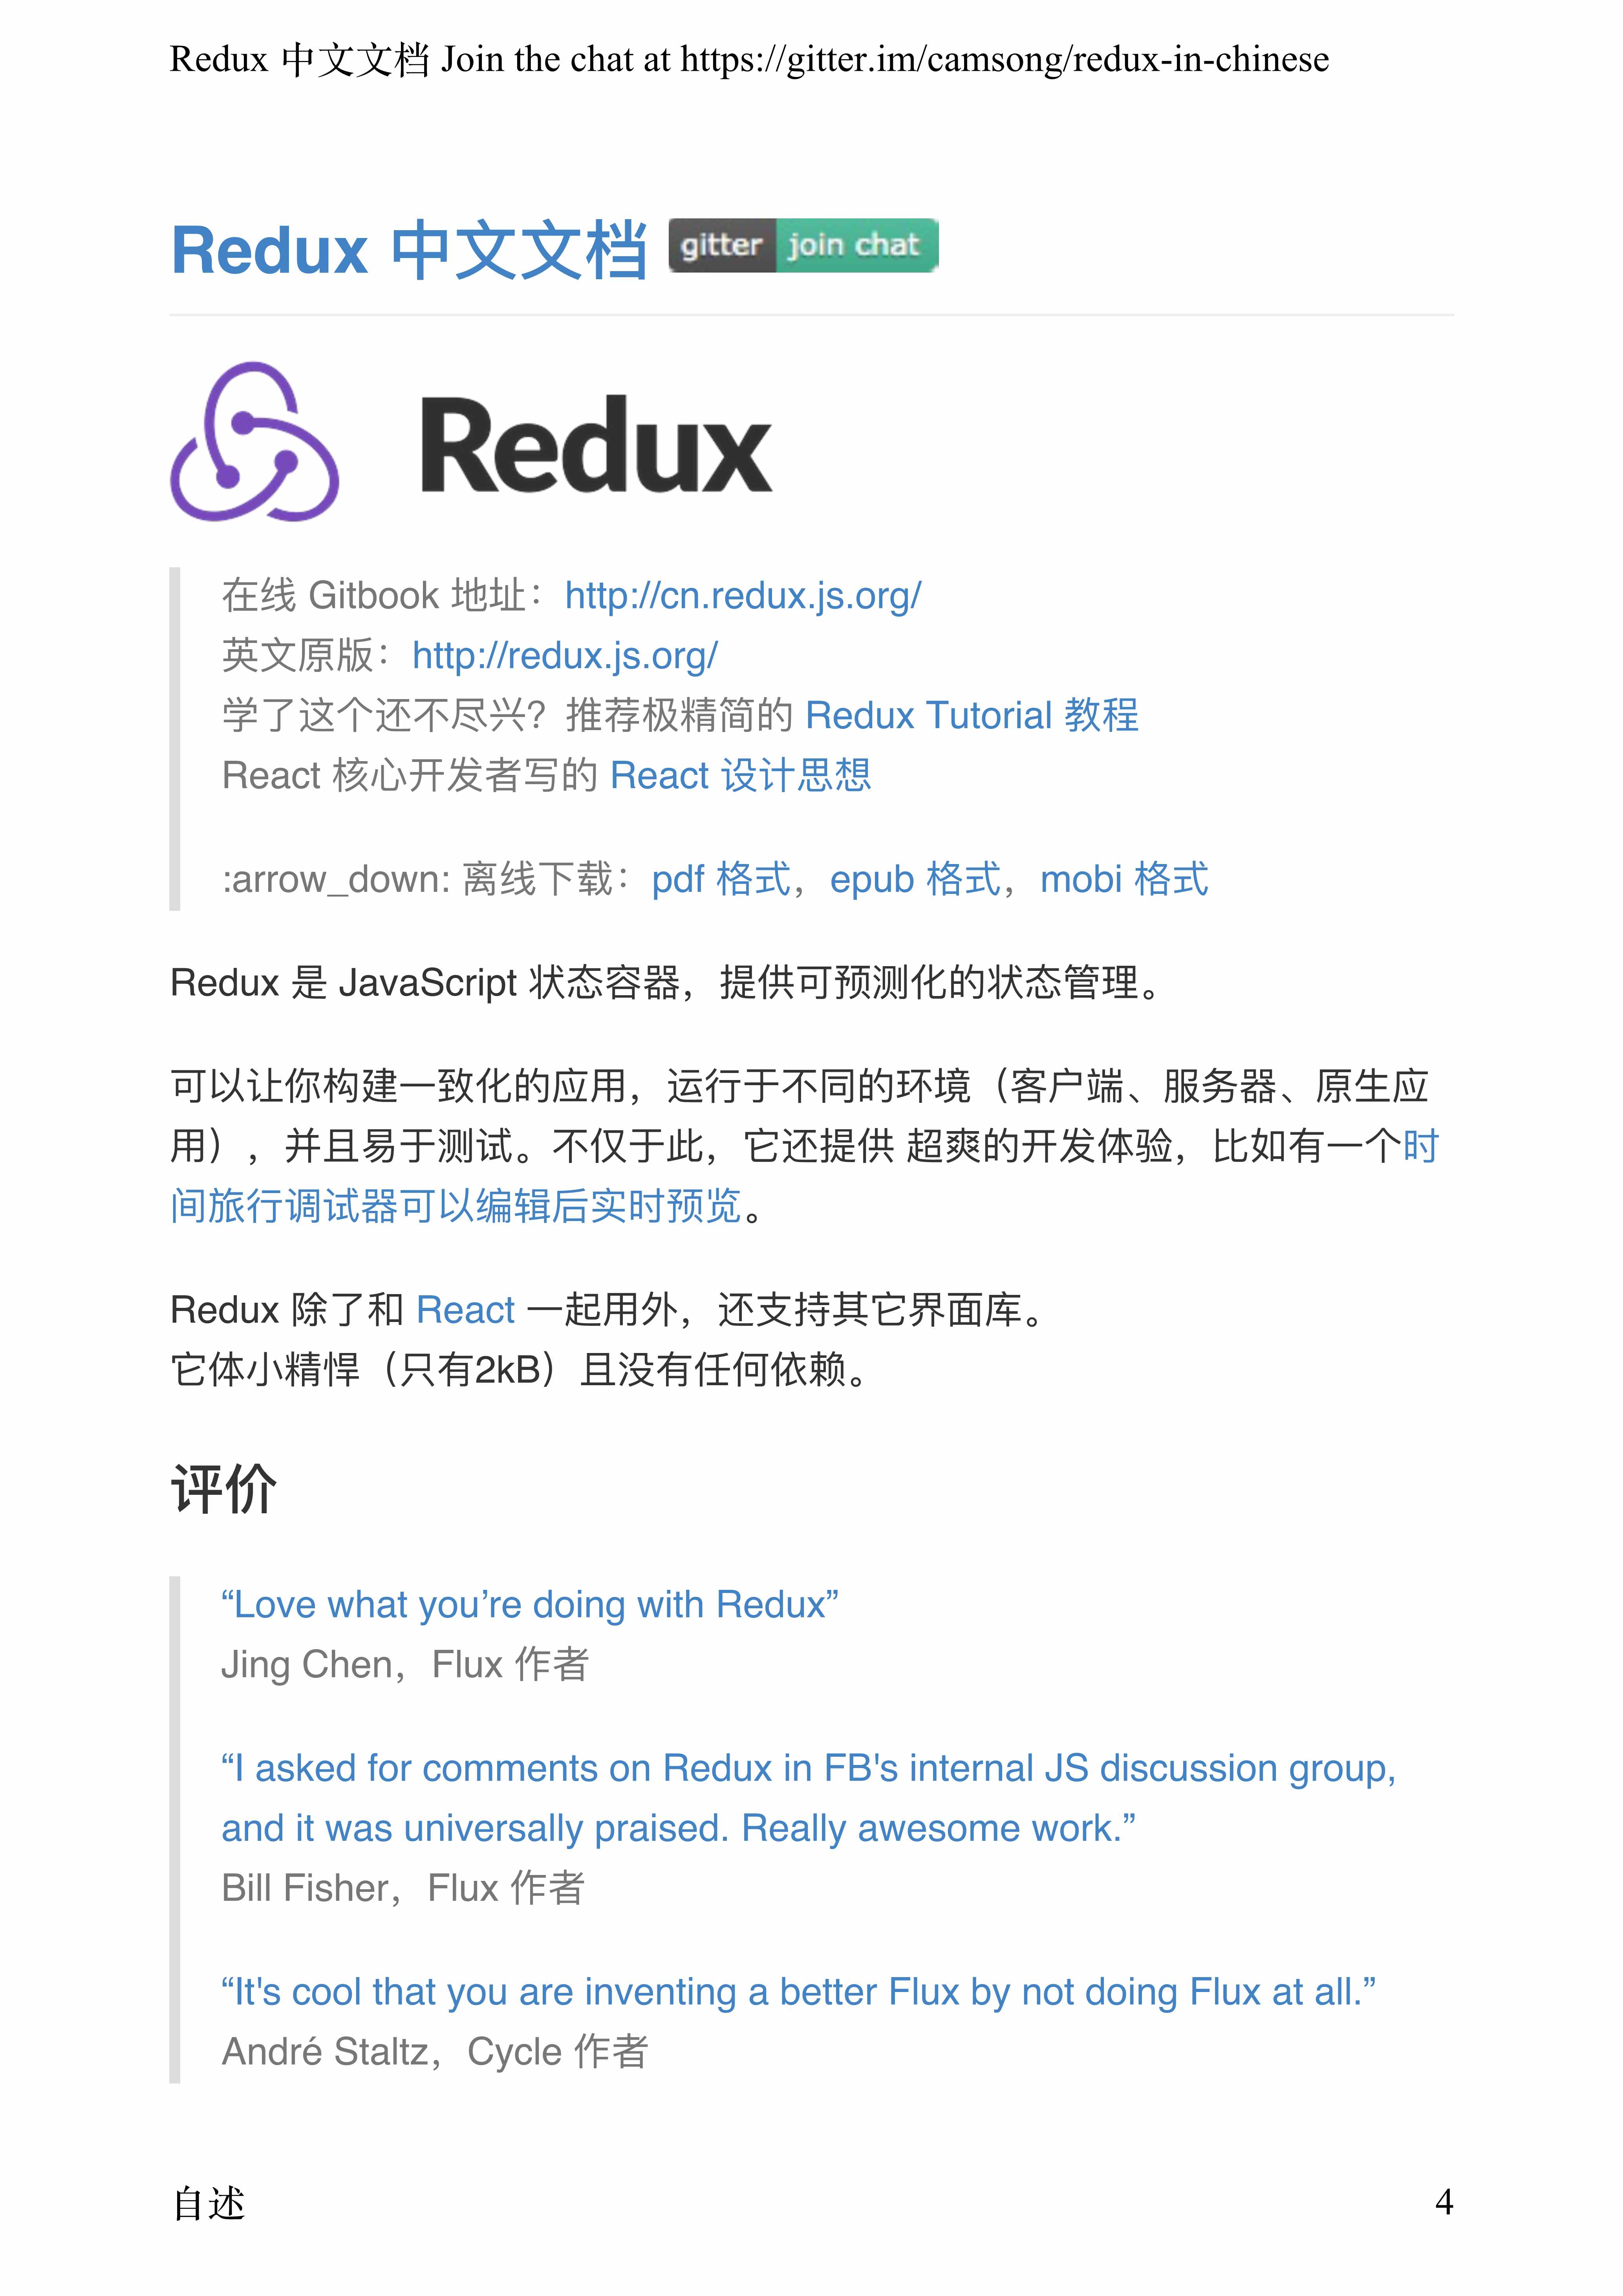 Redux 中文文档 Join the chat at https://gitter.im/camsong/redux-in-chinese
Redux 中文文档 gitter join chat
Redux
在线 Gitbook 地址：http://cn.redux.js.org/
英文原版：http://redux.js.org/
学了这个还不尽兴？推荐极精简的 Redux Tutorial 教程
React 核心开发者写的 React 设计思想
:arrow_down: 离线下载：pdf 格式，epub 格式，mobi 格式
Redux 是 JavaScript 状态容器，提供可预测化的状态管理。
可以让你构建一致化的应用，运行于不同的环境（客户端、服务器、原生应
用），并且易于测试。不仅于此，它还提供 超爽的开发体验，比如有一个时
间旅行调试器可以编辑后实时预览。
Redux 除了和 React 一起用外，还支持其它界面库。
它体小精悍（只有2kB）且没有任何依赖。
评价
“Love what you’re doing with Redux”
Jing Chen，Flux 作者
“I asked for comments on Redux in FB's internal JS discussion group,
and it was universally praised. Really awesome work.”
Bill Fisher，Flux 作者
“It's cool that you are inventing a better Flux by not doing Flux at all.”
André Staltz，Cycle 作者
自述 4